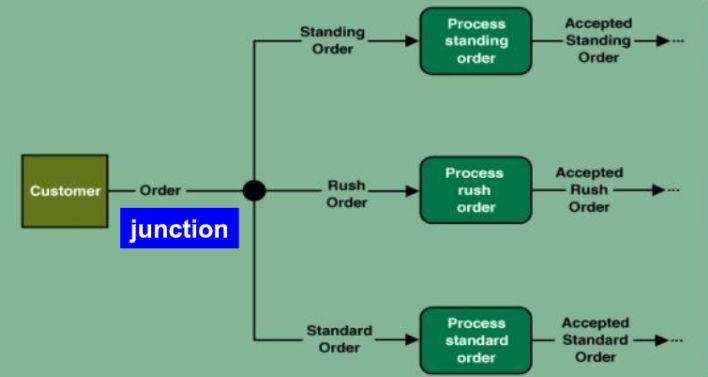 Standing
Order
Process
standing
order
Accepted
Standing
Order
...
Customer
Order
junction
Rush
Order
Process
rush
order
Accepted
Rush
Order
...
Standard
Order
Process
standard
order
Accepted
Standard
Order
...